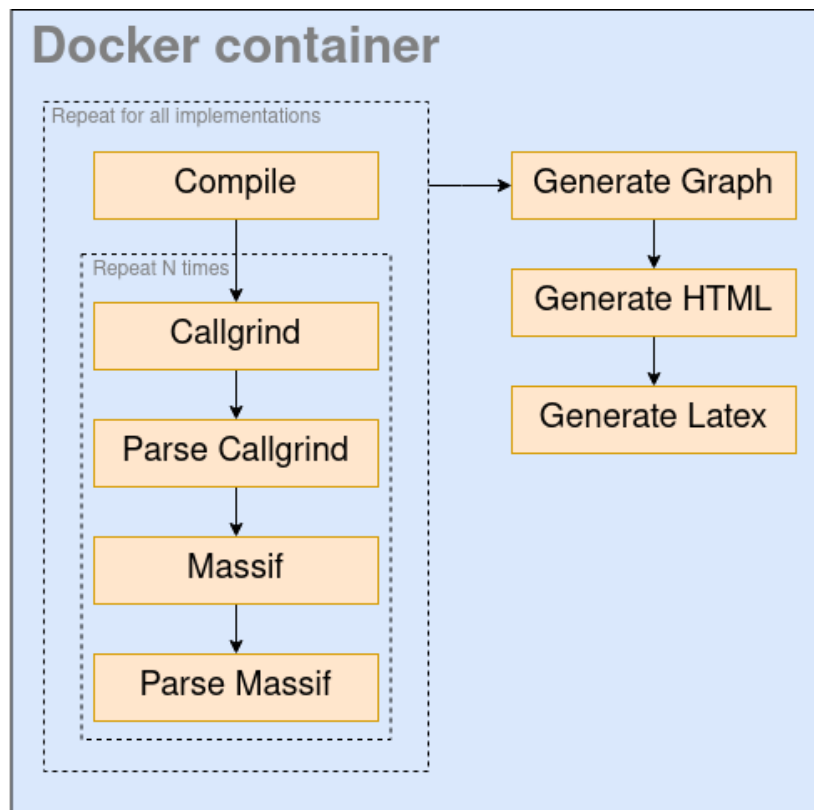 Docker container
Repeat for all implementations
Compile
Repeat N times
Callgrind
Parse Callgrind
Massif
Parse Massif
Generate Graph
Generate HTML
Generate Latex